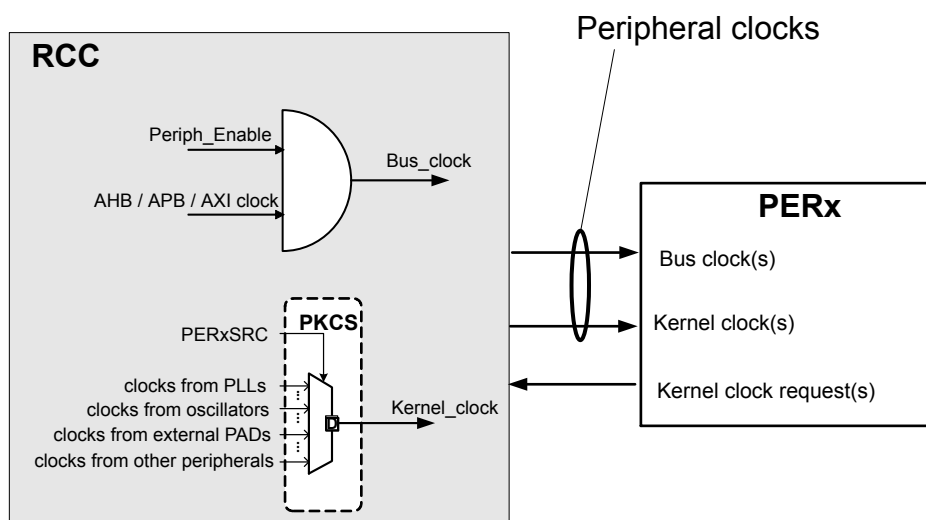 Peripheral clocks
RCC
Periph_Enable
Bus_clock
AHB / APB / AXI clock
PERx
Bus clock(s)
Kernel clock(s)
Kernel clock request(s)
PKCS
PERxSRC
clocks from PLLs
clocks from oscillators
clocks from external PADs
clocks from other peripherals
D
Kernel_clock